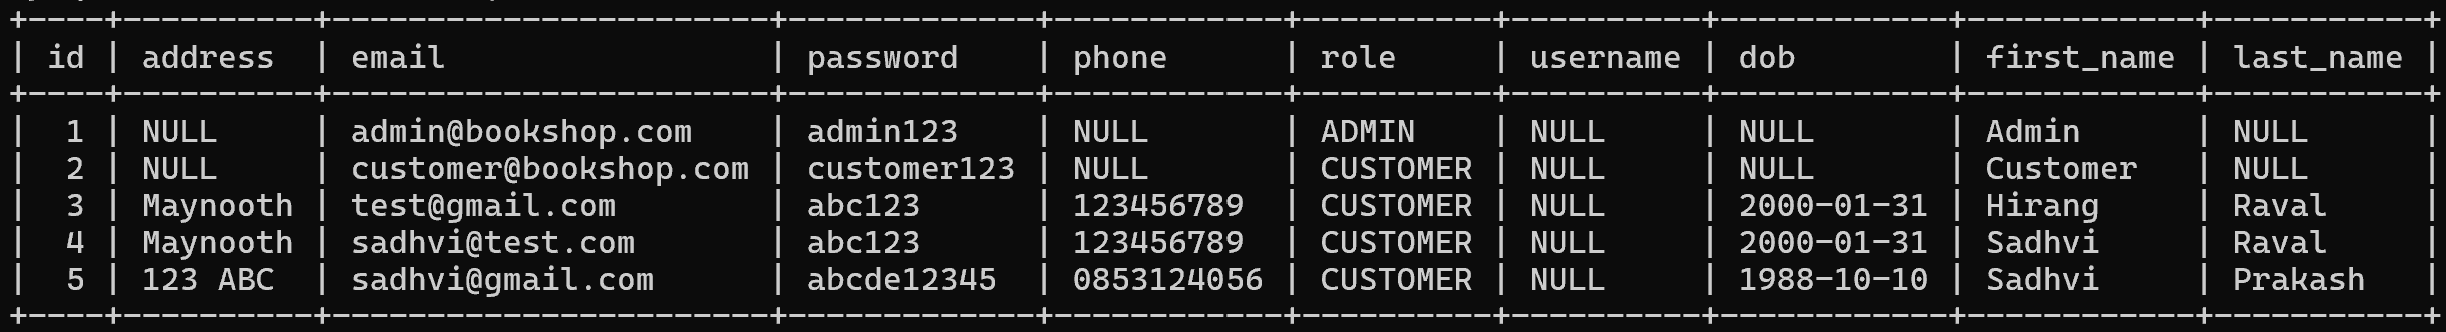 +----+----------+-----------------------+-------------+------------+----------+----------+------------+------------+-----------+
| id | address  | email                 | password    | phone      | role     | username | dob        | first_name | last_name |
+----+----------+-----------------------+-------------+------------+----------+----------+------------+------------+-----------+
|  1 | NULL     | admin@bookshop.com    | admin123    | NULL       | ADMIN    | NULL     | NULL       | Admin      | NULL      |
|  2 | NULL     | customer@bookshop.com | customer123 | NULL       | CUSTOMER | NULL     | NULL       | Customer   | NULL      |
|  3 | Maynooth | test@gmail.com        | abc123      | 123456789  | CUSTOMER | NULL     | 2000-01-31 | Hirang     | Raval     |
|  4 | Maynooth | sadhvi@test.com       | abc123      | 123456789  | CUSTOMER | NULL     | 2000-01-31 | Sadhvi     | Raval     |
|  5 | 123 ABC  | sadhvi@gmail.com      | abcde12345  | 0853124056 | CUSTOMER | NULL     | 1988-10-10 | Sadhvi     | Prakash   |
+----+----------+-----------------------+-------------+------------+----------+----------+------------+------------+-----------+